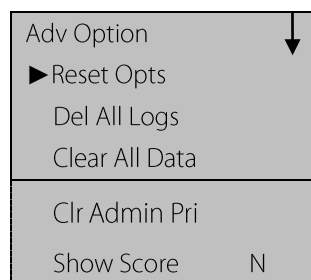 Adv Option
►Reset Opts
Del All Logs
Clear All Data
Clr Admin Pri
Show Score N